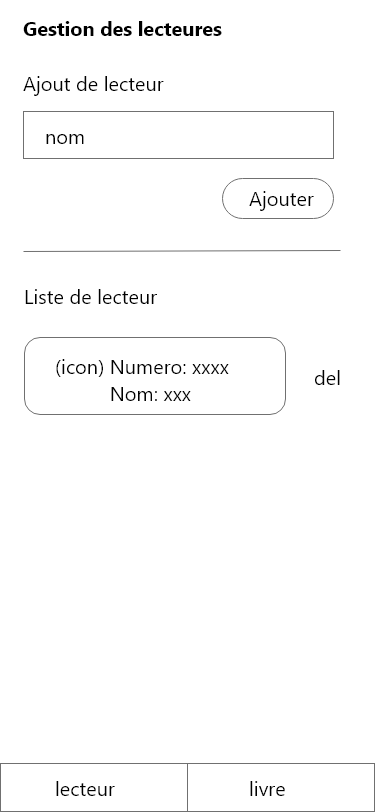 Gestion des lecteures
Ajout de lecteur
nom
Ajouter
Liste de lecteur
(icon) Numero: xxxx
Nom: xxx
del
lecteur
livre